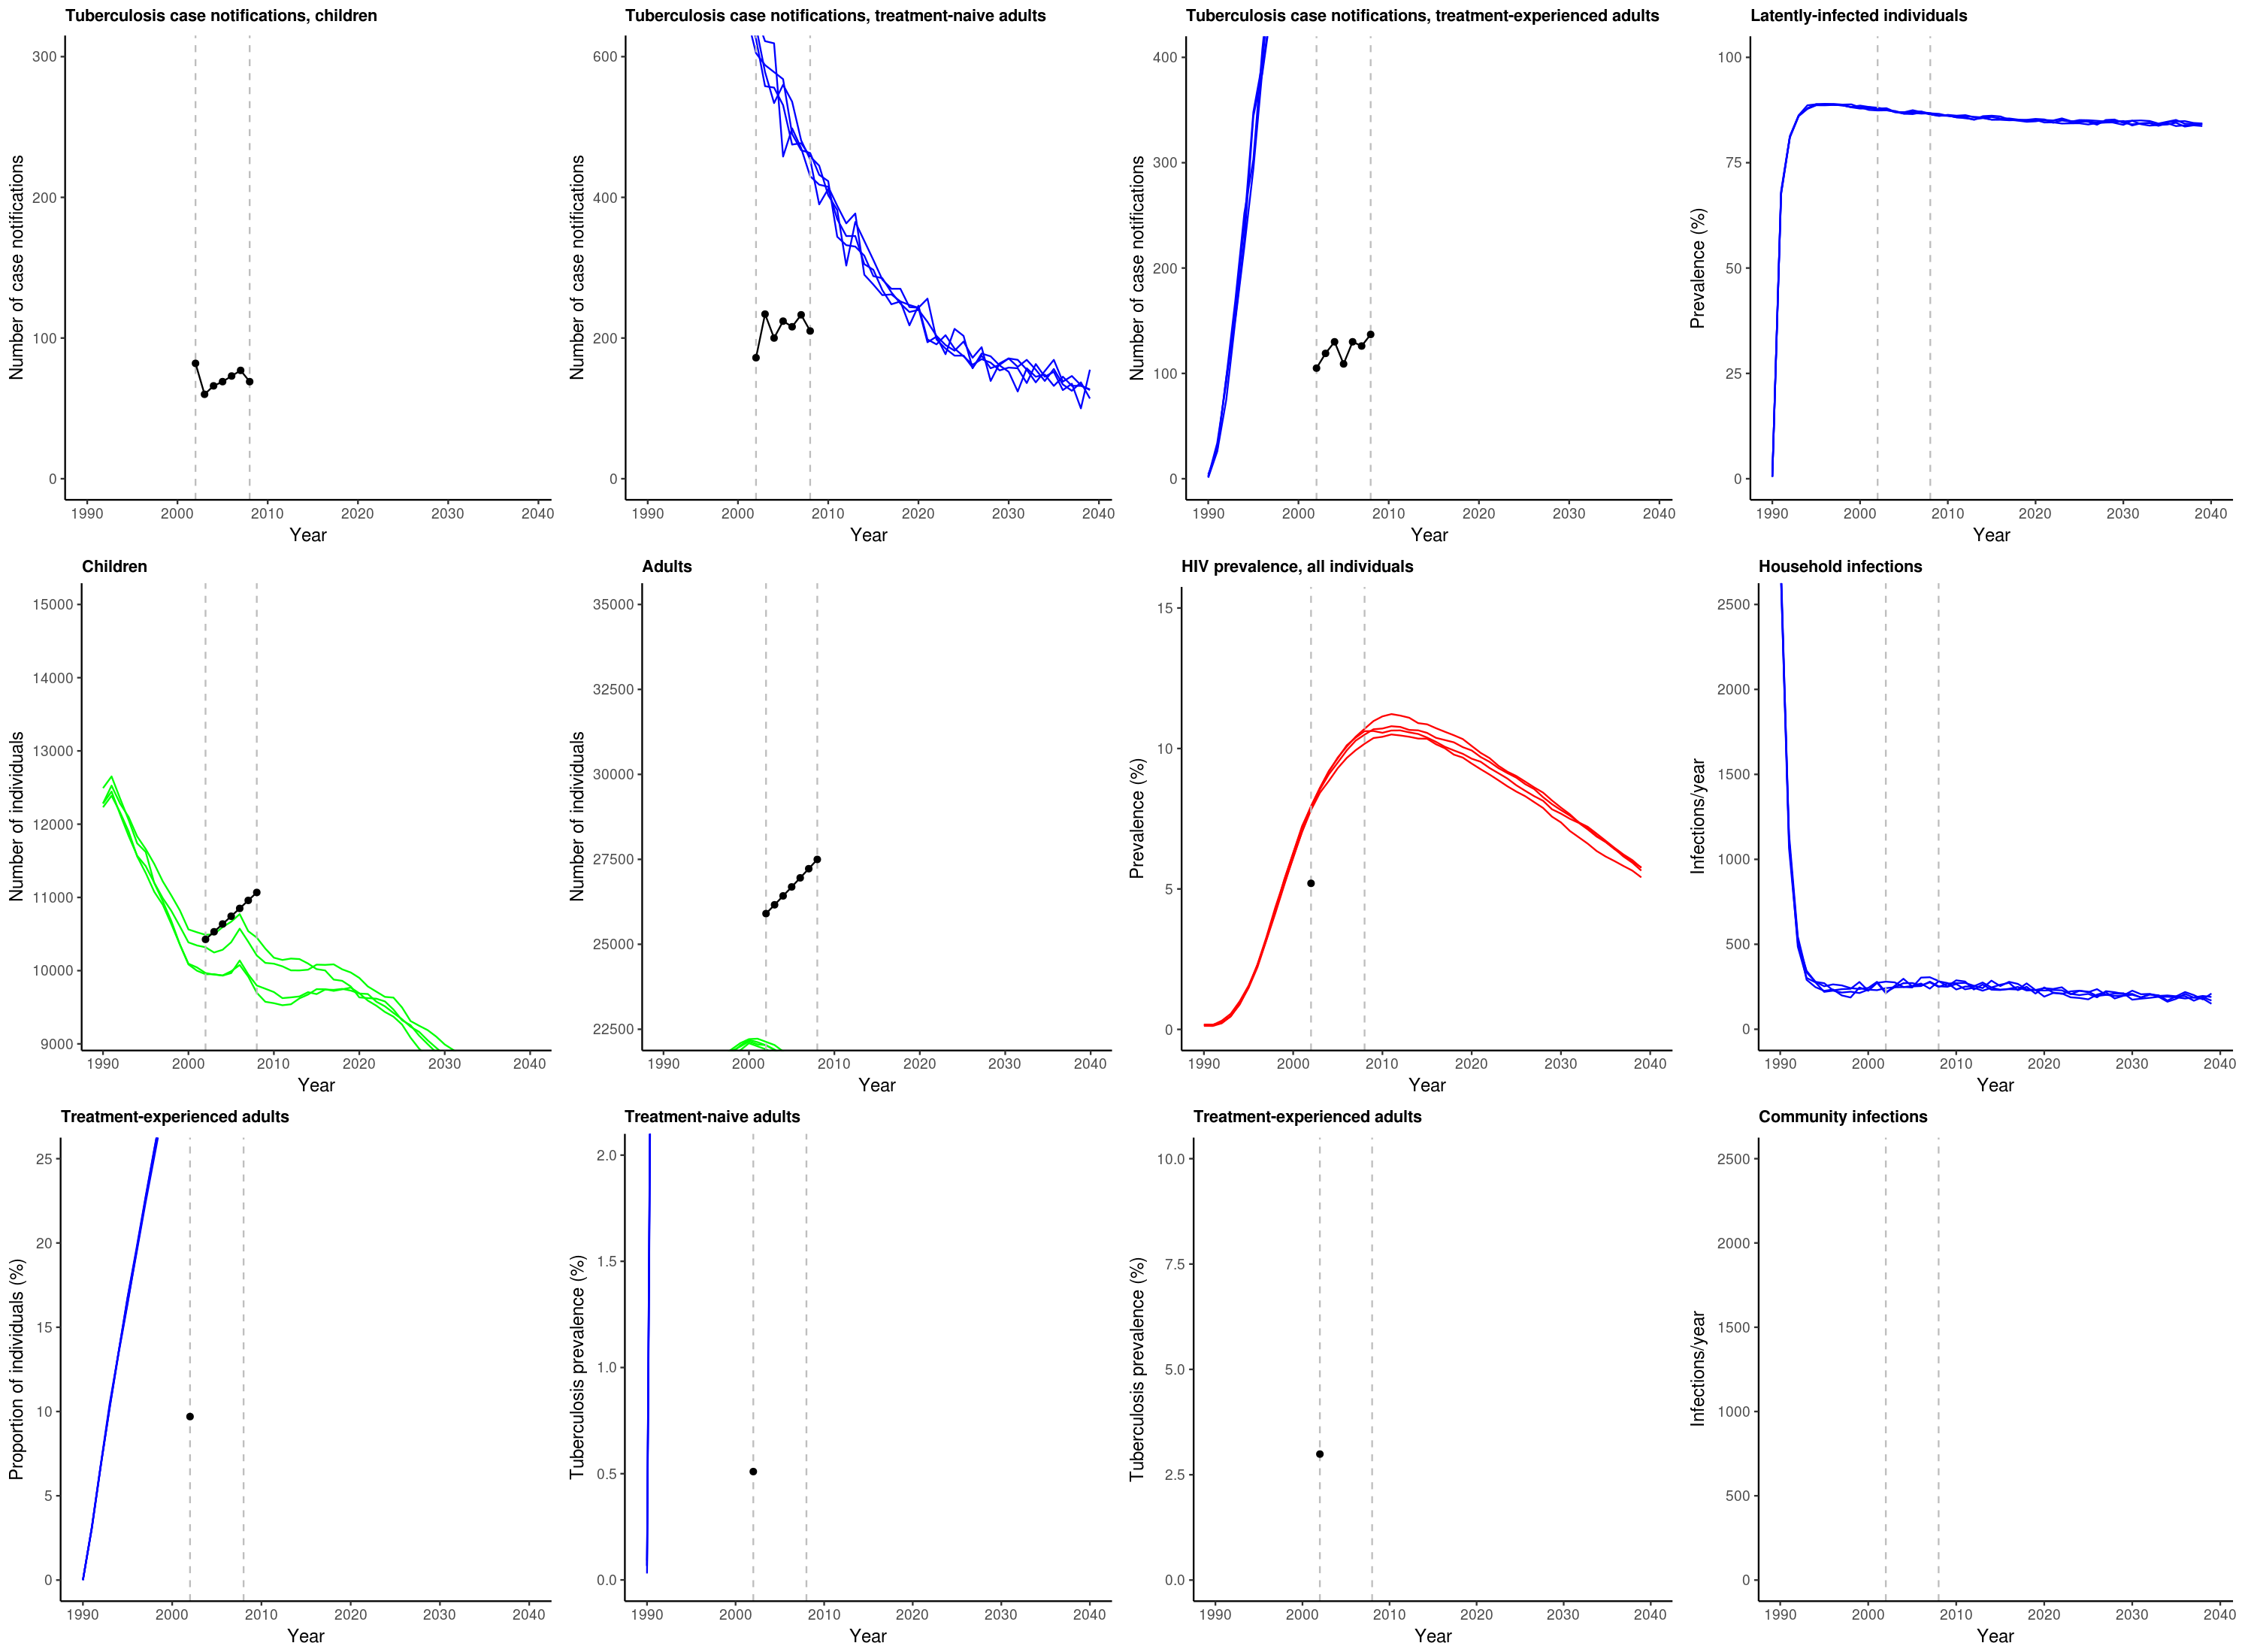 Tuberculosis case notifications, children
Number of case notifications
300
200
100
0
1990 2000 2010 2020 2030 2040
Year
Tuberculosis case notifications, treatment-naive adults
Number of case notifications
600
400
200
0
1990 2000 2010 2020 2030 2040
Year
Tuberculosis case notifications, treatment-experienced adults
Number of case notifications
400
300
200
100
0
1990 2000 2010 2020 2030 2040
Year
Latently-infected individuals
Prevalence (%)
100
75
50
25
0
1990 2000 2010 2020 2030 2040
Year
Children
Number of individuals
15000
14000
13000
12000
11000
10000
9000
1990 2000 2010 2020 2030 2040
Year
Adults
Number of individuals
35000
32500
30000
27500
25000
22500
1990 2000 2010 2020 2030 2040
Year
HIV prevalence, all individuals
Prevalence (%)
15
10
5
0
1990 2000 2010 2020 2030 2040
Year
Household infections
Infections/year
2500
2000
1500
1000
500
0
1990 2000 2010 2020 2030 2040
Year
Treatment-experienced adults
Proportion of individuals (%)
25
20
15
10
5
0
1990 2000 2010 2020 2030 2040
Year
Treatment-naive adults
Tuberculosis prevalence (%)
2.0
1.5
1.0
0.5
0.0
1990 2000 2010 2020 2030 2040
Year
Treatment-experienced adults
Tuberculosis prevalence (%)
10.0
7.5
5.0
2.5
0.0
1990 2000 2010 2020 2030 2040
Year
Community infections
Infections/year
2500
2000
1500
1000
500
0
1990 2000 2010 2020 2030 2040
Year